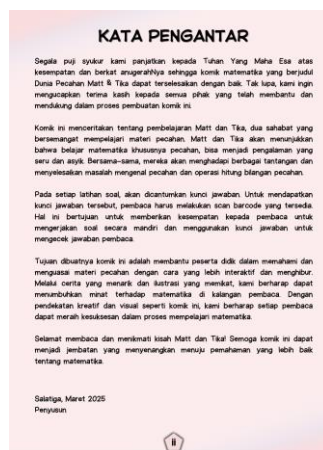 KATA PENGANTAR
Segala puji syukur kami panjatkan kepada Tuhan Yang Maha Esa atas
kesempatan dan berkat anugerahNya sehingga komik matematika yang berjudul
Dunia Pecahan Matt & Tika dapat terselesaikan dengan baik. Tak lupa, kami ingin
mengucapkan terima kasih kepada semua pihak yang telah membantu dan
mendukung dalam proses pembuatan komik ini.
Komik ini menceritakan tentang pembelajaran Matt dan Tika, dua sahabat yang
bersemangat mempelajari materi pecahan. Matt dan Tika akan menunjukkan
bahwa belajar matematika khususnya pecahan, bisa menjadi pengalaman yang
seru dan asyik. Bersama-sama, mereka akan menghadapi berbagai tantangan dan
menyelesaikan masalah mengenai pecahan dan operasi hitung bilangan pecahan.
Pada setiap latihan soal, akan dicantumkan kunci jawaban. Untuk mendapatkan
kunci jawaban tersebut, pembaca harus melakukan scan barcode yang tersedia.
Hal ini bertujuan untuk memberikan kesempatan kepada pembaca untuk
mengerjakan soal secara mandiri dan menggunakan kunci jawaban untuk
mengecek jawaban pembaca.
Tujuan dibuatnya komik ini adalah membantu peserta didik dalam memahami dan
menguasai materi pecahan dengan cara yang lebih interaktif dan menghibur.
Melalui cerita yang menarik dan ilustrasi yang memikat, kami berharap dapat
menumbuhkan minat terhadap matematika di kalangan pembaca. Dengan
pendekatan kreatif dan visual seperti komik ini, kami berharap setiap pembaca
dapat meraih kesuksesan dalam proses mempelajari matematika.
Selamat membaca dan menikmati kisah Matt dan Tika! Semoga komik ini dapat
menjadi jembatan yang menyenangkan menuju pemahaman yang lebih baik
tentang matematika.
Salatiga, Maret 2025
Penyusun
ii